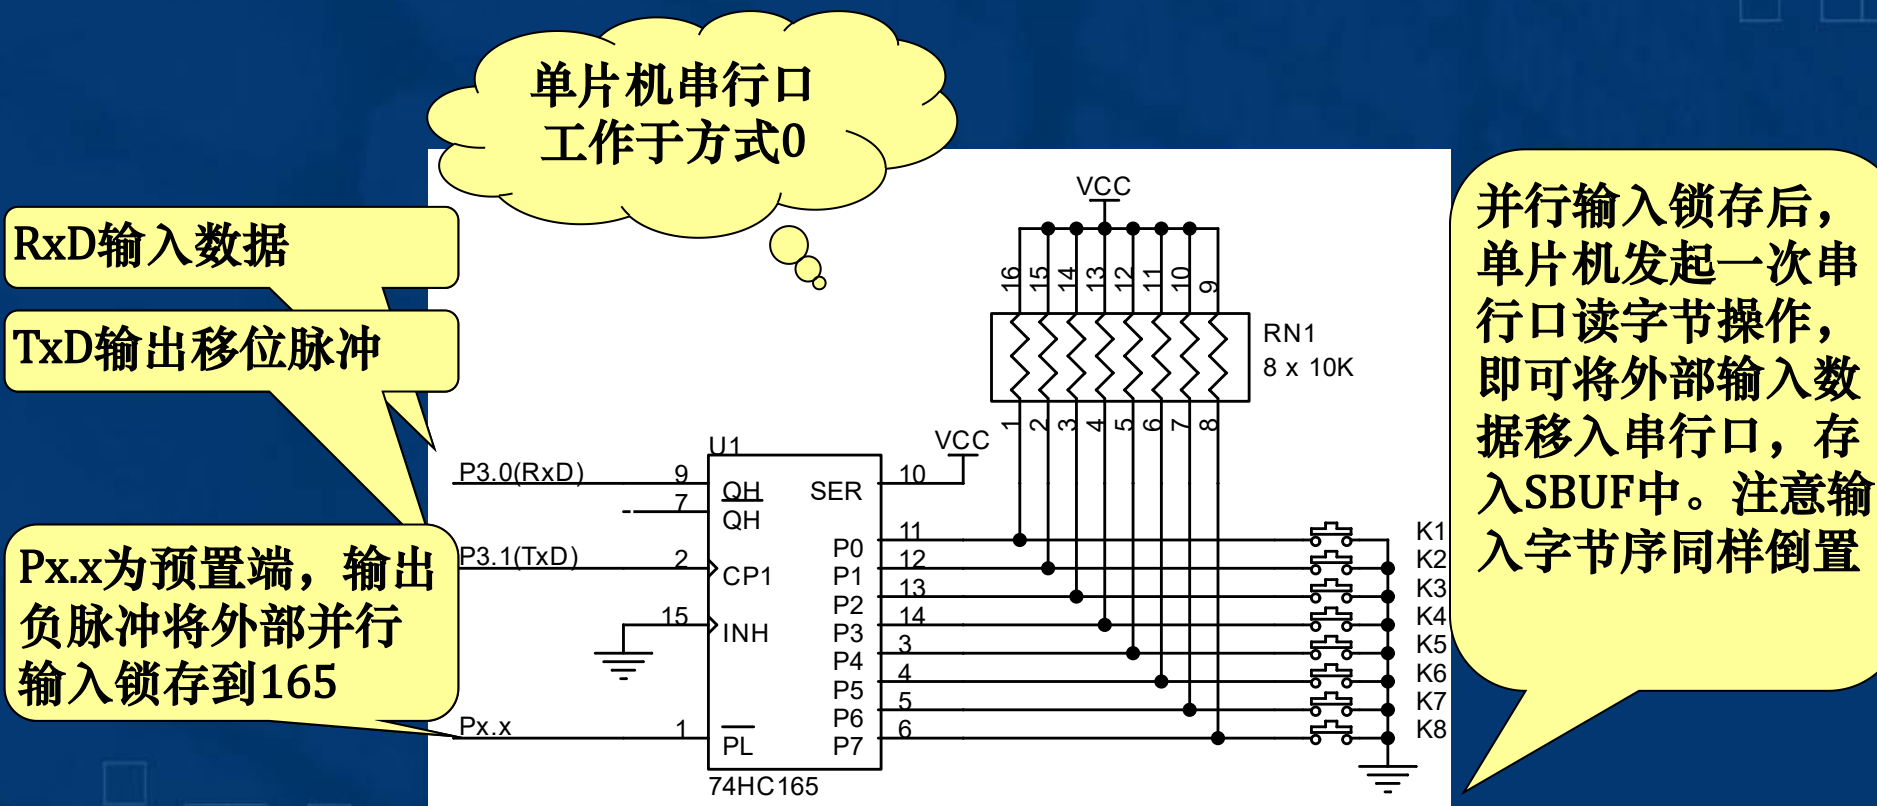 单片机串行口
工作于方式0
RxD输入数据
TxD输出移位脉冲
Px.x为预置端，输出
负脉冲将外部并行
输入锁存到165
并行输入锁存后，
单片机发起一次串
行口读字节操作，
即可将外部输入数
据移入串行口，存
入SBUF中。注意输
入字节序同样倒置
VCC
16 15 14 13 12 11 10 9
RN1
8 x 10K
1 2 3 4 5 6 7 8
VCC
U1
P3.0(RxD) 9 QH SER 10
7 QH
P0 11 K1
P3.1(TxD) 2 CP1 P1 12 K2
P2 13 K3
15 INH P3 14 K4
P4 3 K5
P5 4 K6
P6 5 K7
Px.x 1 PL P7 6 K8
74HC165